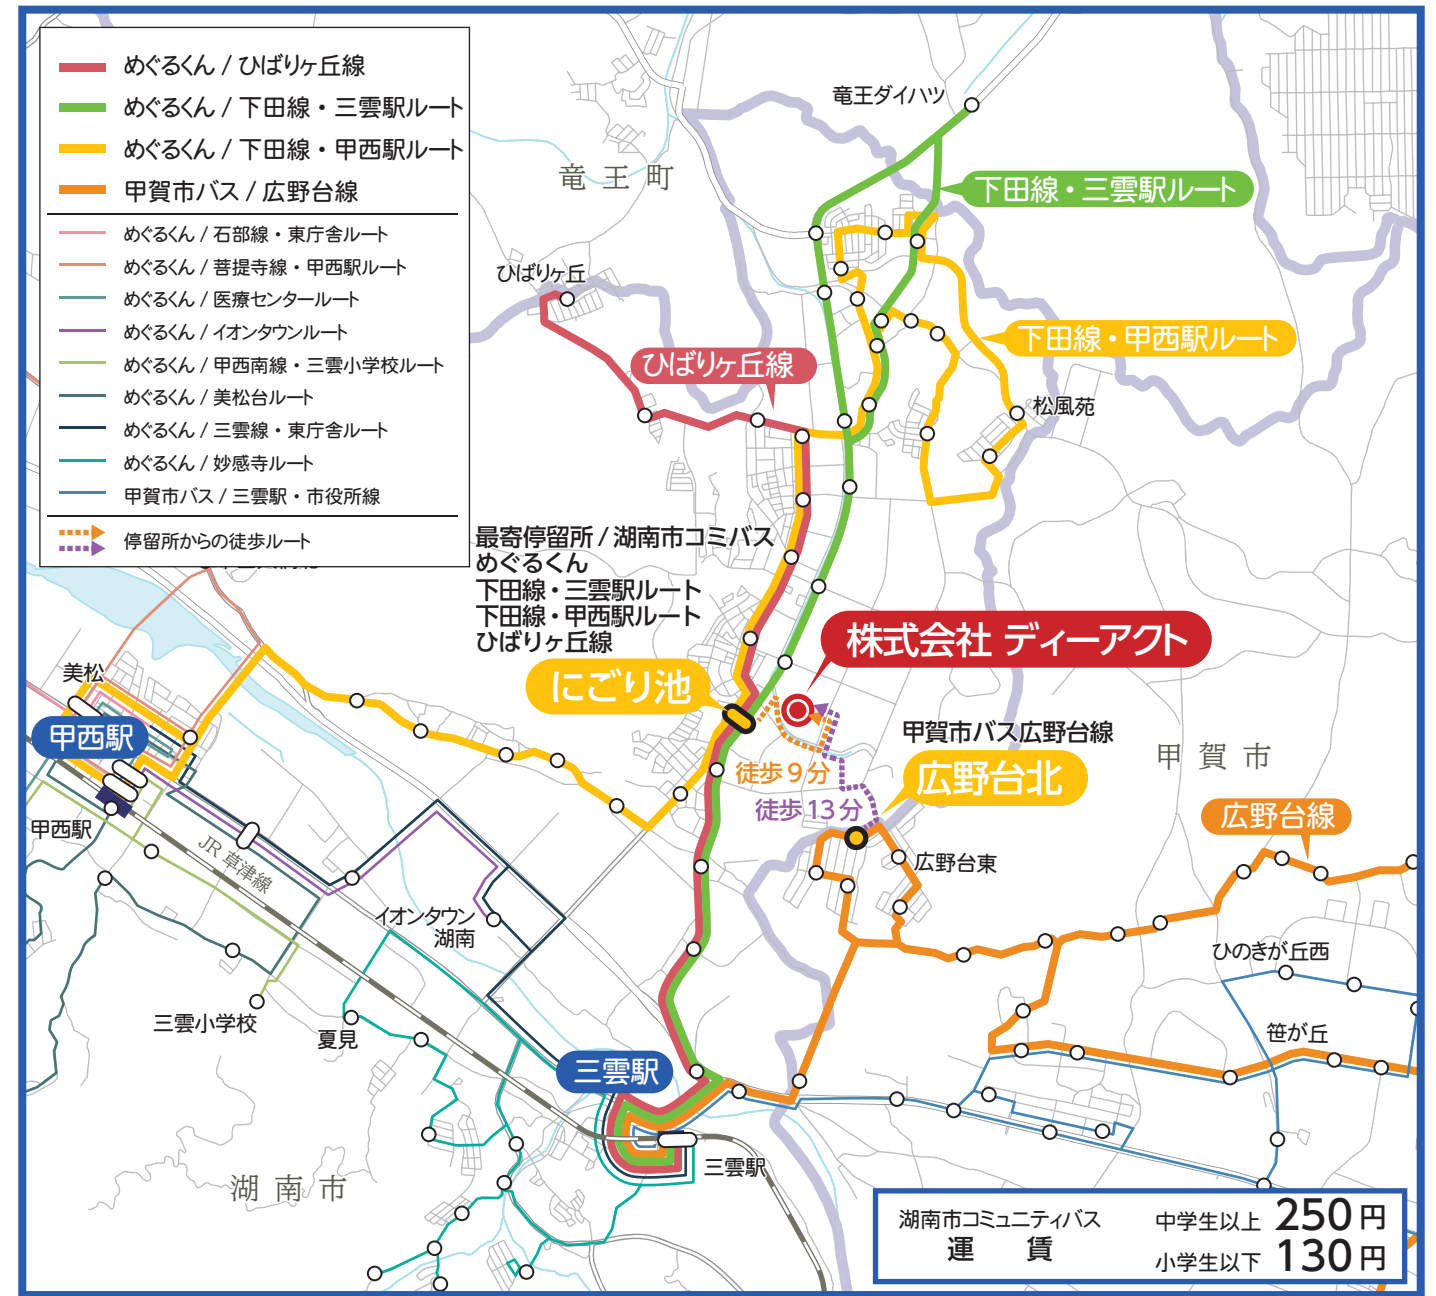 めぐるくん / ひばりヶ丘線
めぐるくん / 下田線・三雲駅ルート
めぐるくん / 下田線・甲西駅ルート
甲賀市バス / 広野台線
めぐるくん / 石部線・東庁舎ルート
めぐるくん / 菩提寺線・甲西駅ルート
めぐるくん / 医療センタールート
めぐるくん / イオンタウンルート
めぐるくん / 甲西南線・三雲小学校ルート
めぐるくん / 美松台ルート
めぐるくん / 三雲線・東庁舎ルート
めぐるくん / 妙感寺ルート
甲賀市バス / 三雲駅・市役所線
停留所からの徒歩ルート
竜王ダイハツ
竜王町
下田線・三雲駅ルート
ひばりヶ丘
下田線・甲西駅ルート
ひばりヶ丘線
松風苑
最寄停留所 / 湖南市コミバス
めぐるくん
下田線・三雲駅ルート
下田線・甲西駅ルート
ひばりヶ丘線
株式会社 ディーアクト
にごり池
美松
甲西駅
甲賀市バス広野台線
広野台北
甲賀市
徒歩9分
徒歩13分
広野台線
甲西駅
JR 草津線
広野台東
イオンタウン
湖南
ひのきが丘西
三雲小学校
夏見
笹が丘
三雲駅
三雲駅
湖南市
湖南市コミュニティバス
運賃
中学生以上 250円
小学生以下 130円